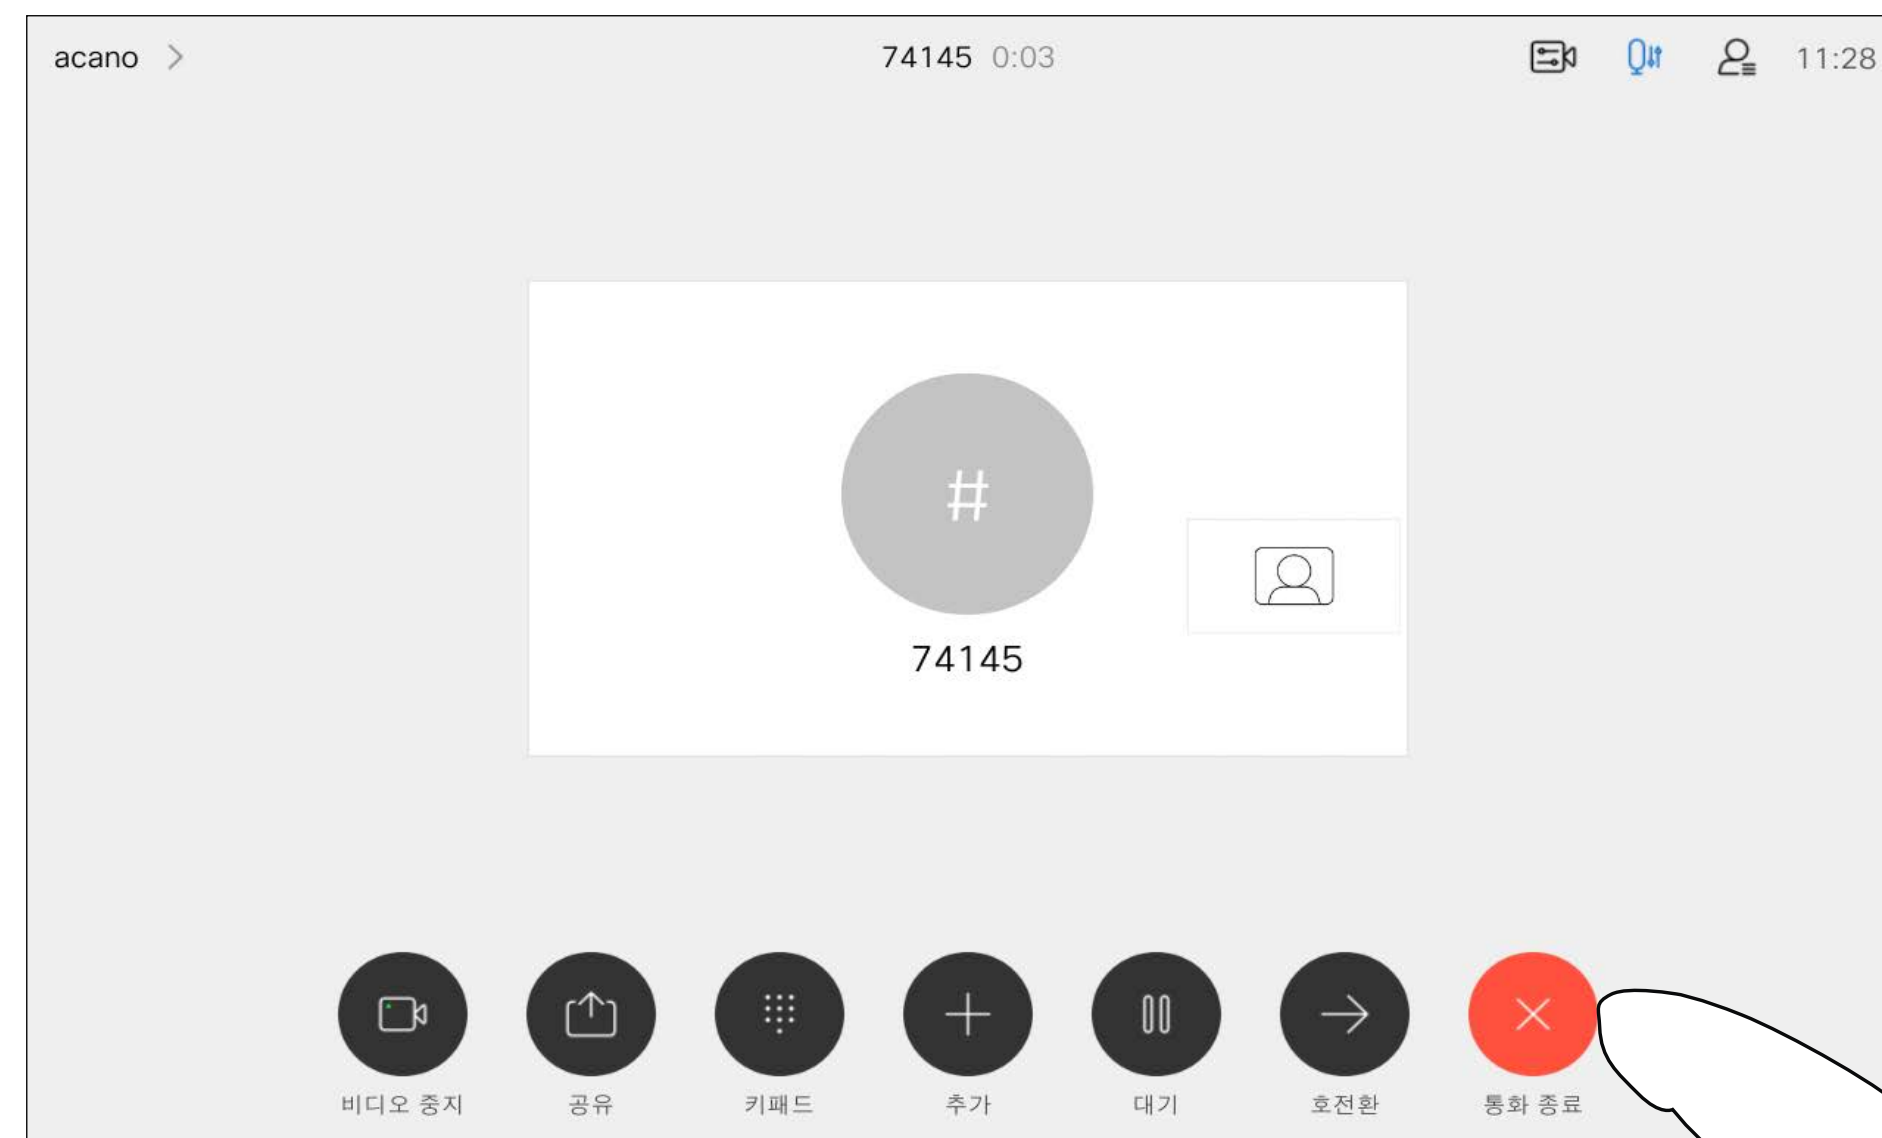 acano
74145 0:03
11:28
#
74145
비디오 중지
공유
키패드
추가
대기
호전환
통화 종료